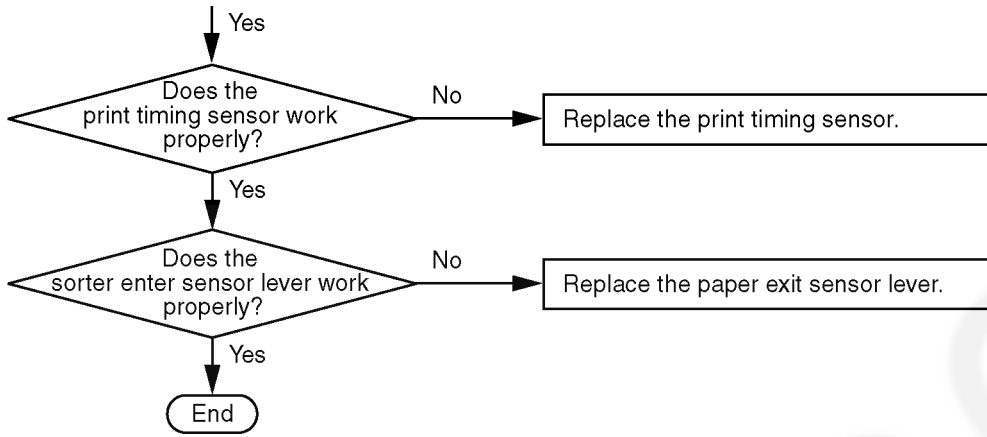 Yes
Does the
print timing sensor work
properly?
No
Replace the print timing sensor.
Yes
Does the
sorter enter sensor lever work
properly?
No
Replace the paper exit sensor lever.
Yes
End